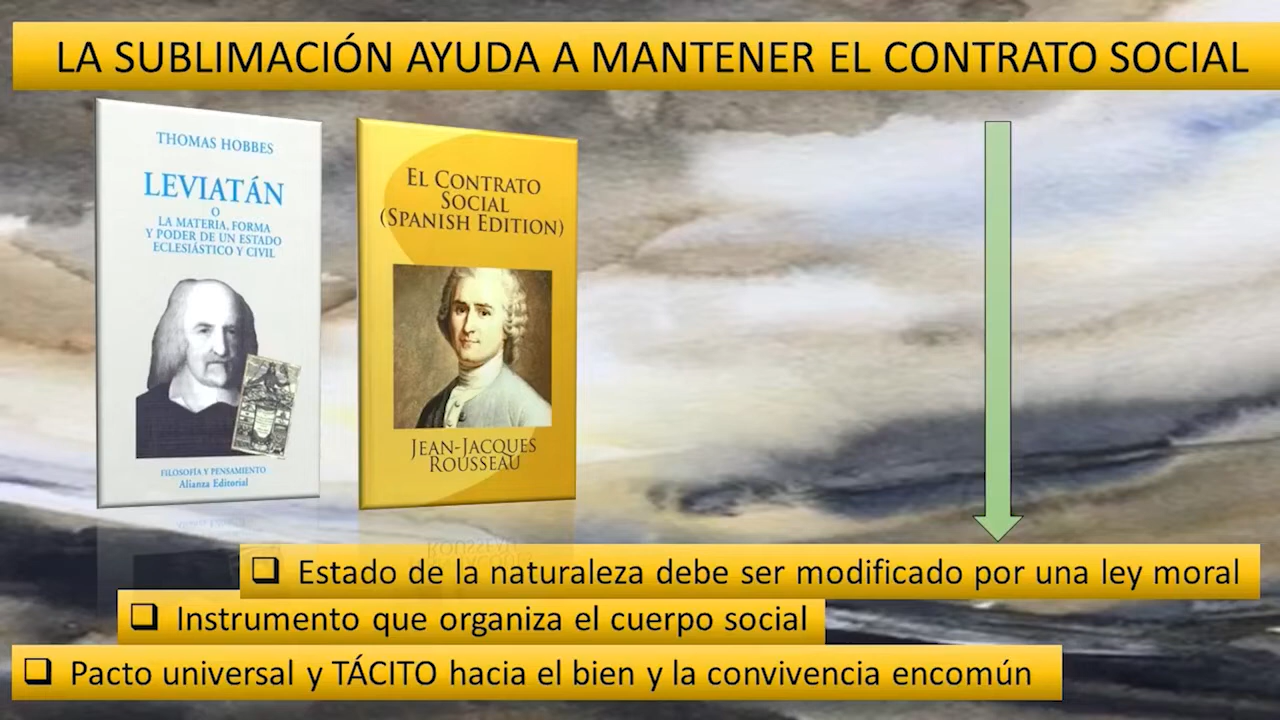 LA SUBLIMACIÓN AYUDA A MANTENER EL CONTRATO SOCIAL
THOMAS HOBBES
LEVIATÁN
O
LA MATERIA, FORMA
Y PODER DE UN ESTADO
ECLESIÁSTICO Y CIVIL
FILOSOFÍA Y PENSAMIENTO
Alianza Editorial
EL CONTRATO
SOCIAL
(SPANISH EDITION)
JEAN-JACQUES
ROUSSEAU
Estado de la naturaleza debe ser modificado por una ley moral
Instrumento que organiza el cuerpo social
Pacto universal y TÁCITO hacia el bien y la convivencia encomún